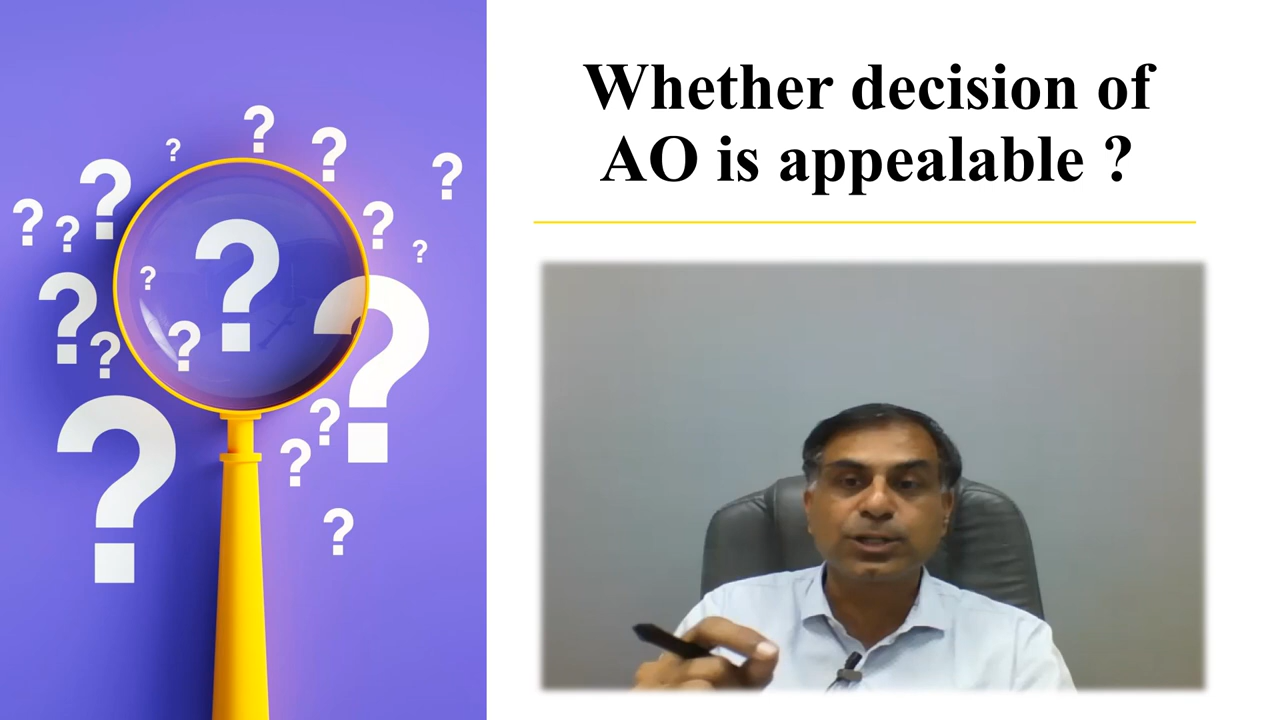 Whether decision of
AO is appealable ?